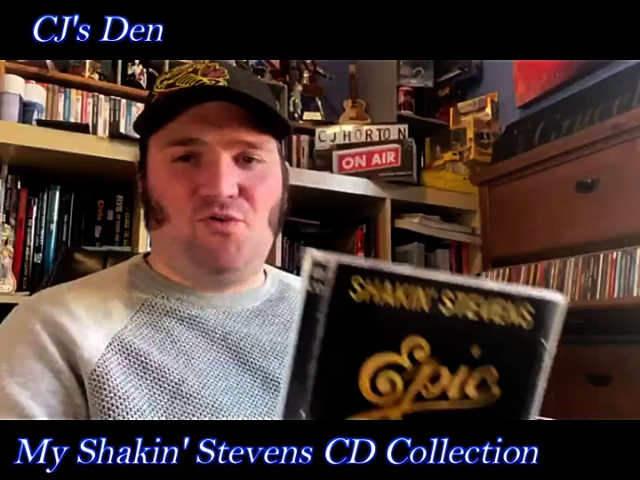 CJ's Den
CJ HORTON
ON AIR
SHAKIN' STEVENS
Epic
My Shakin' Stevens CD Collection